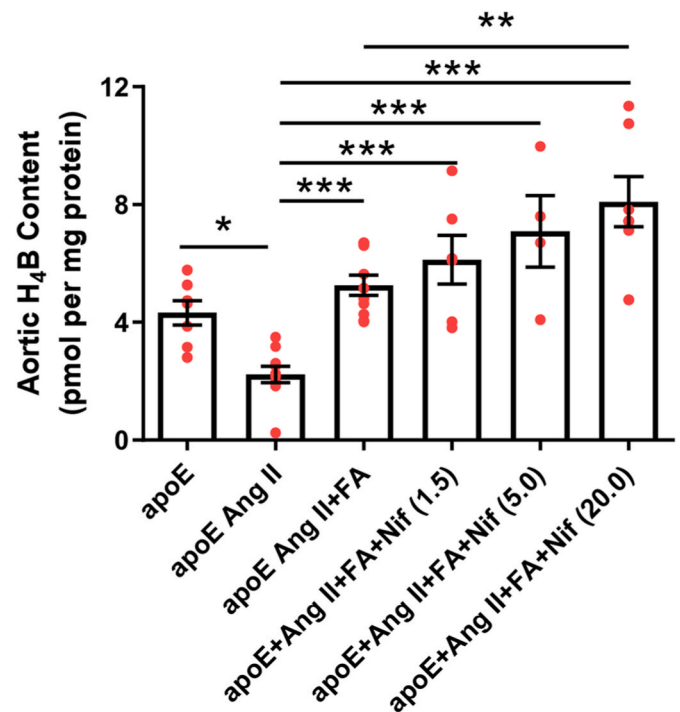 **
***
***
***
***
*
Aortic H₄B Content
(pmol per mg protein)
12
8
4
0
apoE
apoE Ang II
apoE Ang II+FA
apoE+Ang II+FA+Nif (1.5)
apoE+Ang II+FA+Nif (5.0)
apoE+Ang II+FA+Nif (20.0)